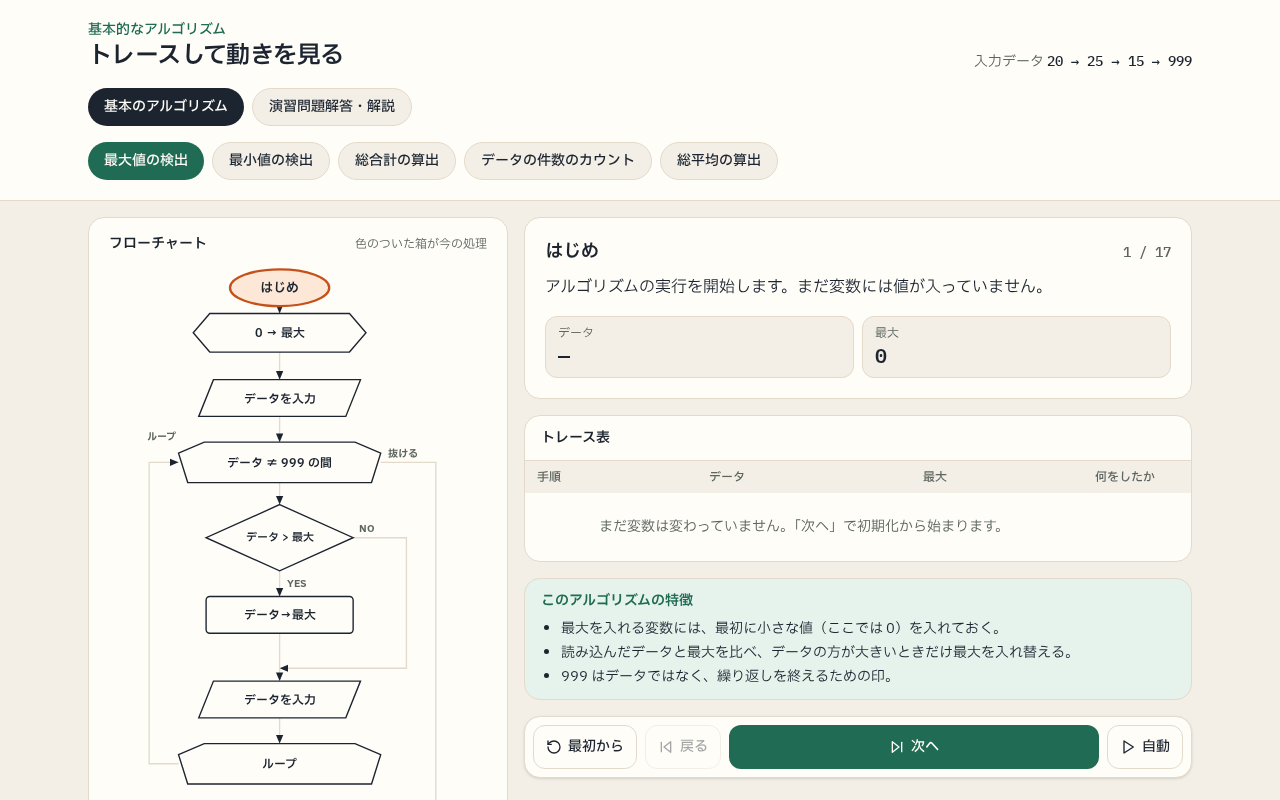 基本的なアルゴリズム
トレースして動きを見る
入力データ 20 → 25 → 15 → 999
基本のアルゴリズム
演習問題解答・解説
最大値の検出
最小値の検出
総合計の算出
データの件数のカウント
総平均の算出
フローチャート
色のついた箱が今の処理
はじめ
0 → 最大
データを入力
ループ
データ ≠ 999 の間
抜ける
データ > 最大
NO
YES
データ→最大
データを入力
ループ
はじめ
1 / 17
アルゴリズムの実行を開始します。まだ変数には値が入っていません。
データ
—
最大
0
トレース表
手順 データ 最大 何をしたか
まだ変数は変わっていません。「次へ」で初期化から始まります。
このアルゴリズムの特徴
• 最大を入れる変数には、最初に小さな値（ここでは 0）を入れておく。
• 読み込んだデータと最大を比べ、データの方が大きいときだけ最大を入れ替える。
• 999 はデータではなく、繰り返しを終えるための印。
最初から
戻る
次へ
自動